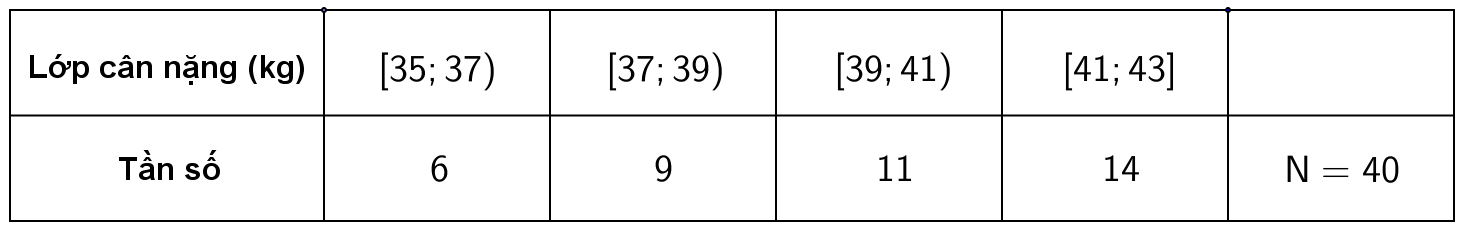 Lớp cân nặng (kg) [35; 37) [37; 39) [39; 41) [41; 43]
Tần số 6 9 11 14 N = 40